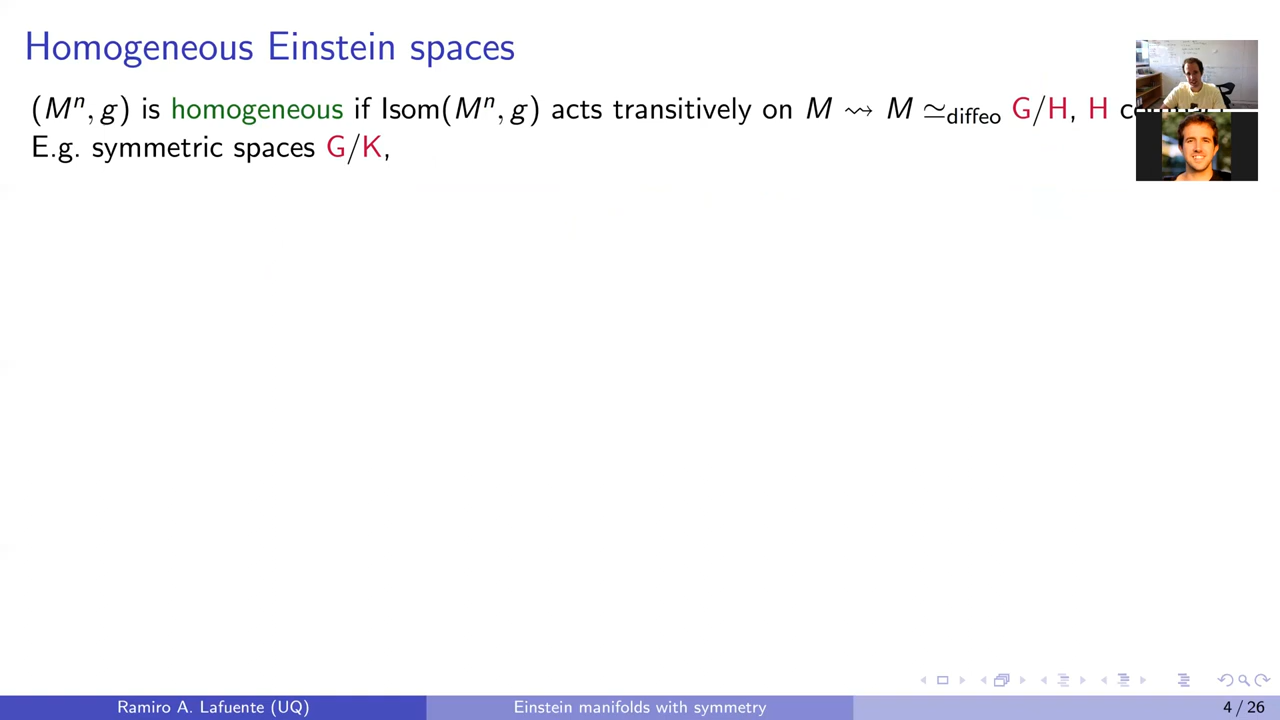 Homogeneous Einstein spaces
(Mⁿ, g) is homogeneous if Isom(Mⁿ, g) acts transitively on M ⇝ M ≃diffeo G/H, H
E.g. symmetric spaces G/K,
Ramiro A. Lafuente (UQ) Einstein manifolds with symmetry 4 / 26